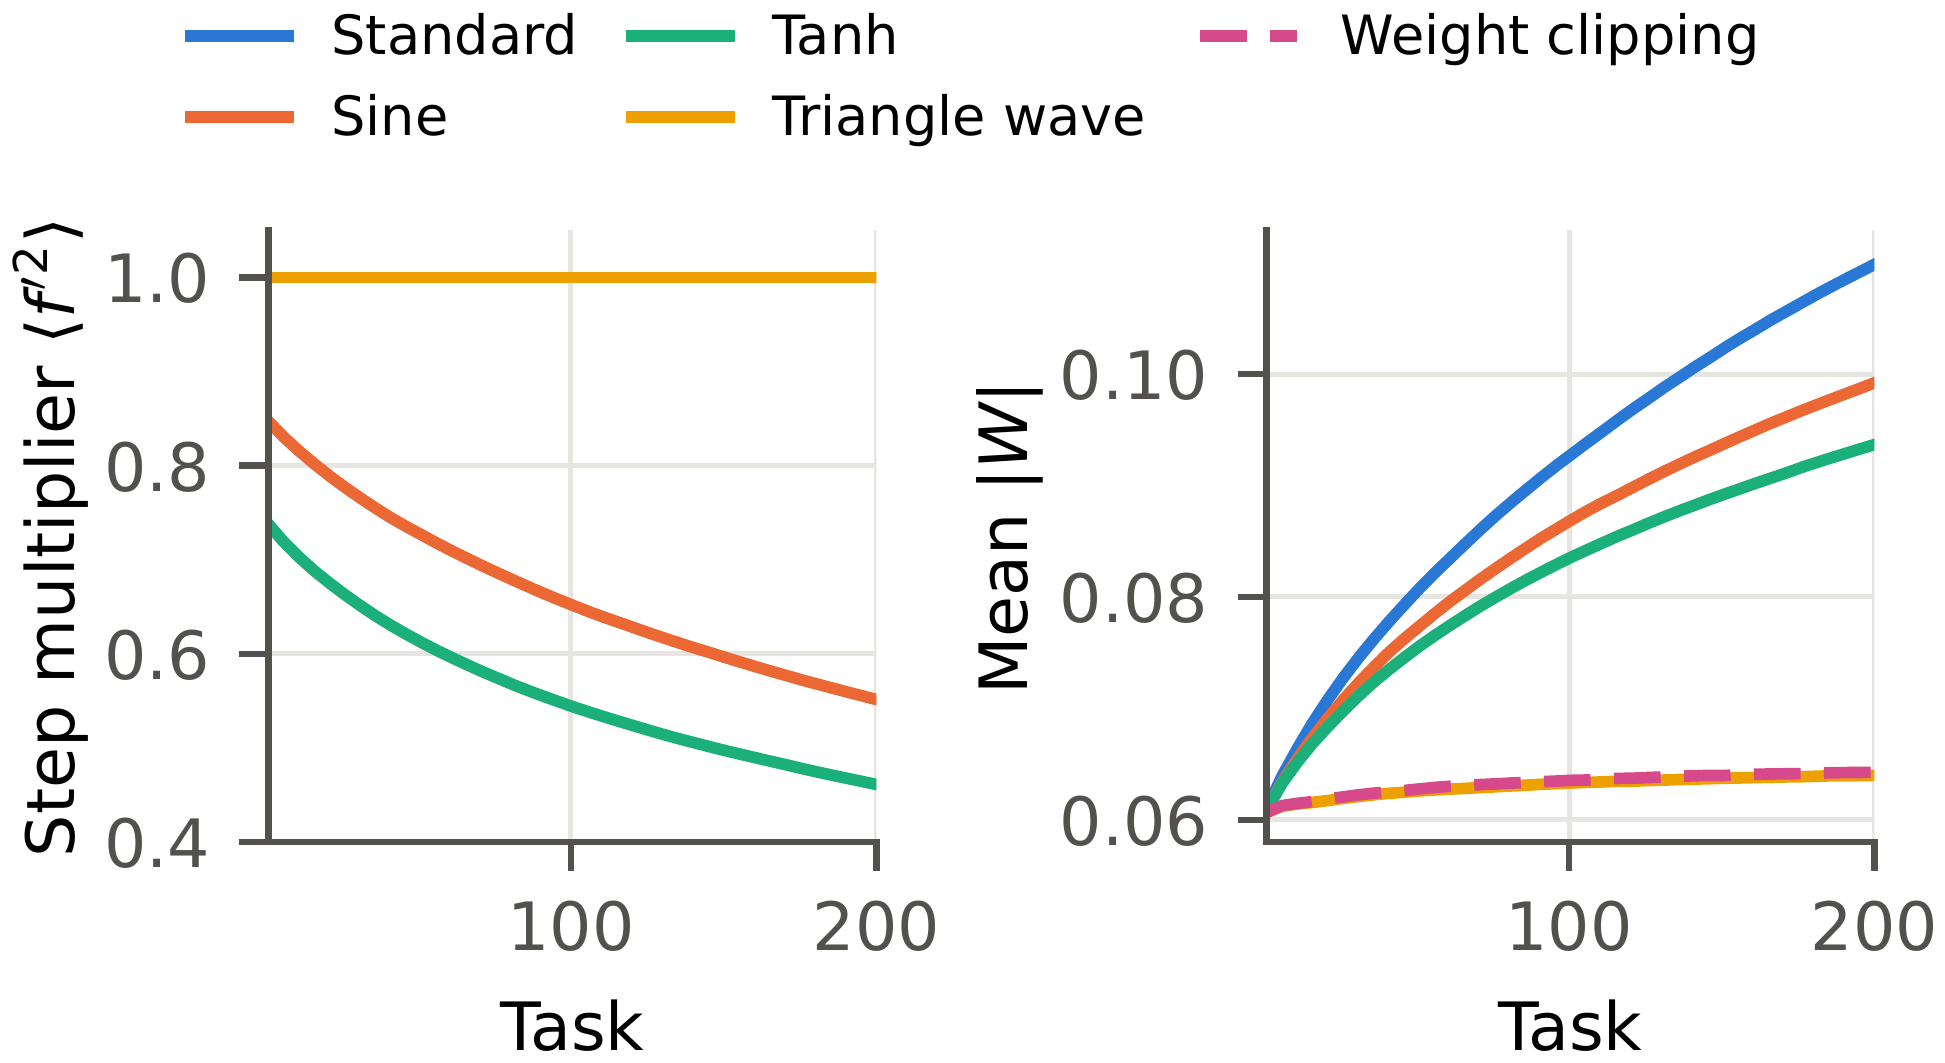 Standard Tanh Weight clipping
Sine Triangle wave
Step multiplier ⟨f′²⟩
1.0
0.8
0.6
0.4
100 200
Task
Mean |W|
0.10
0.08
0.06
100 200
Task